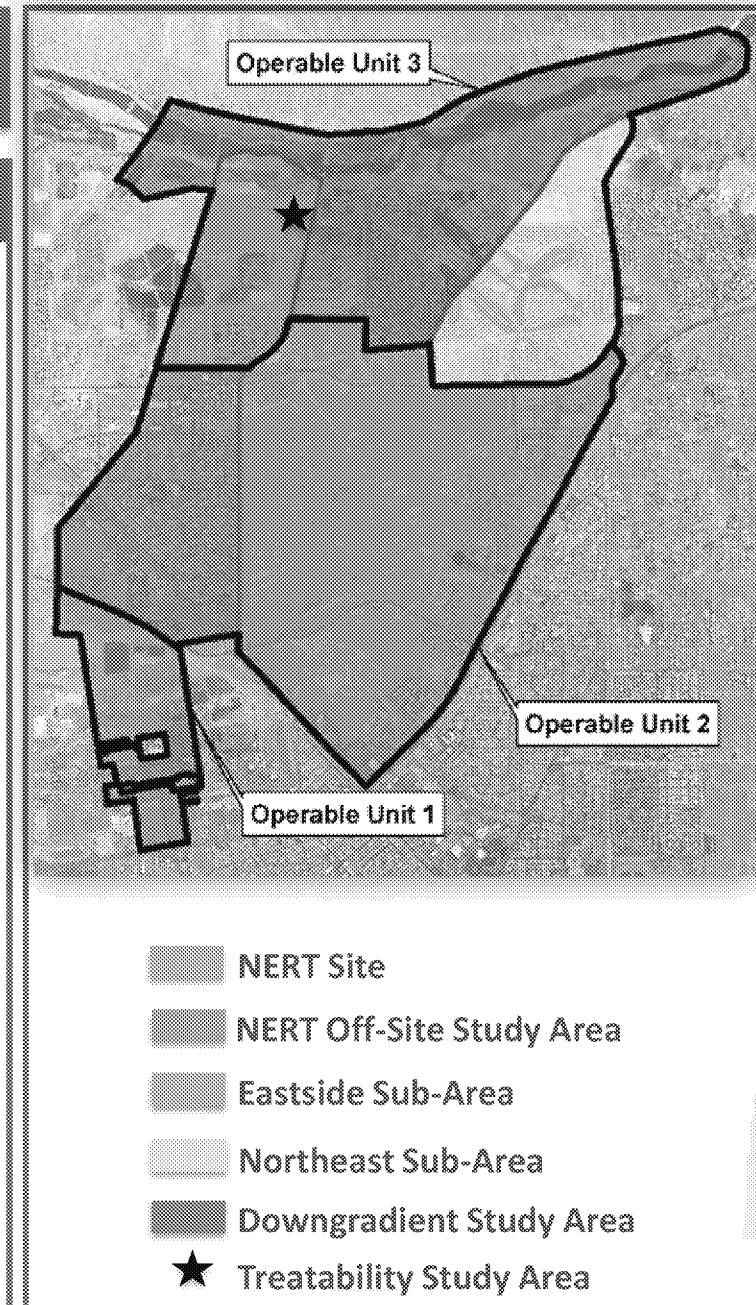 Operable Unit 3
Operable Unit 2
Operable Unit 1
NERT Site
NERT Off-Site Study Area
Eastside Sub-Area
Northeast Sub-Area
Downgradient Study Area
Treatability Study Area